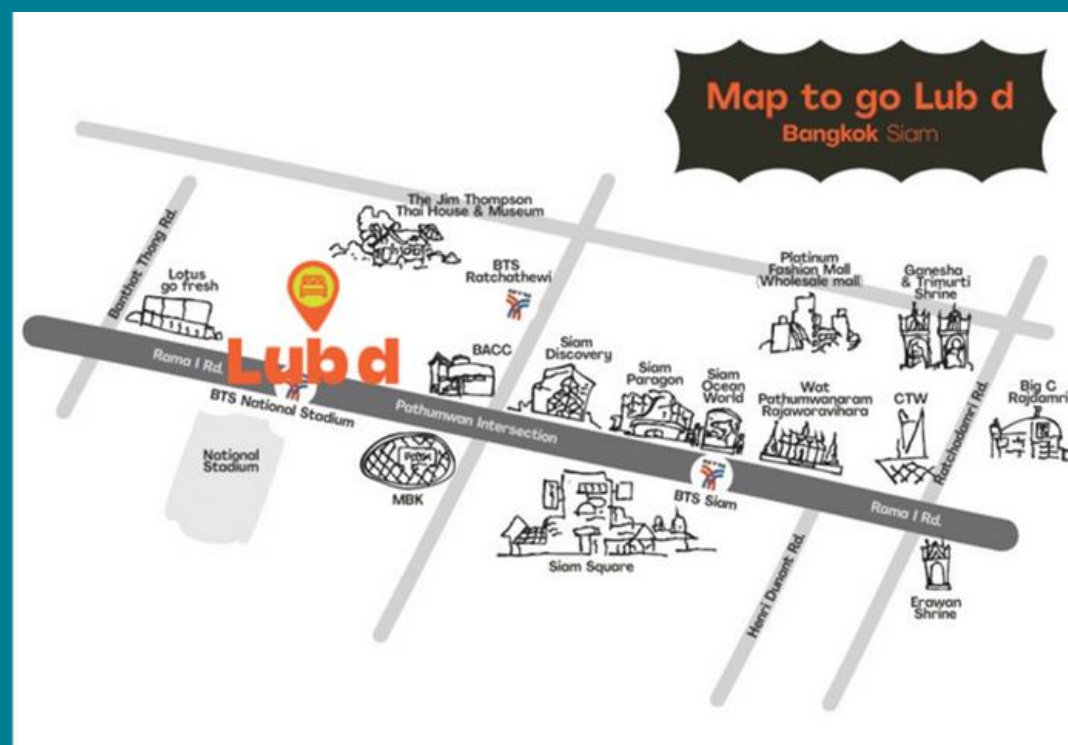 Map to go Lub d
Bangkok Siam
The Jim Thompson
Thai House & Museum
Banthat Thong Rd.
Lotus
go fresh
BTS
Ratchathewi
Platinum
Fashion Mall
(Wholesale mall)
Ganesha
& Trimurti
Shrine
Lub d
Rama I Rd.
BTS National Stadium
BACC
Siam
Discovery
Siam
Paragon
Siam
Ocean
World
Wat
Pathumwanaram
Rajaworavihara
CTW
Ratchadamri Rd.
Big C
Rajdamri
Pathumwan Intersection
National
Stadium
MBK
Siam Square
BTS Siam
Rama I Rd.
Henri Dunant Rd.
Erawan
Shrine